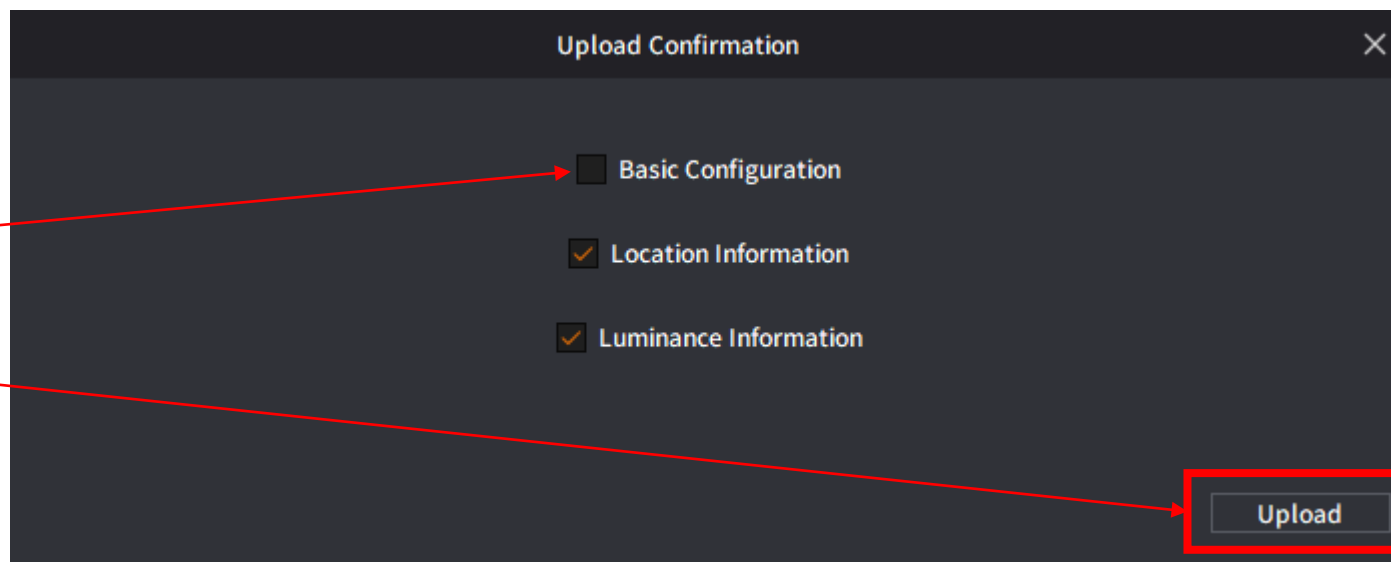 Upload Confirmation
Basic Configuration
Location Information
Luminance Information
Upload